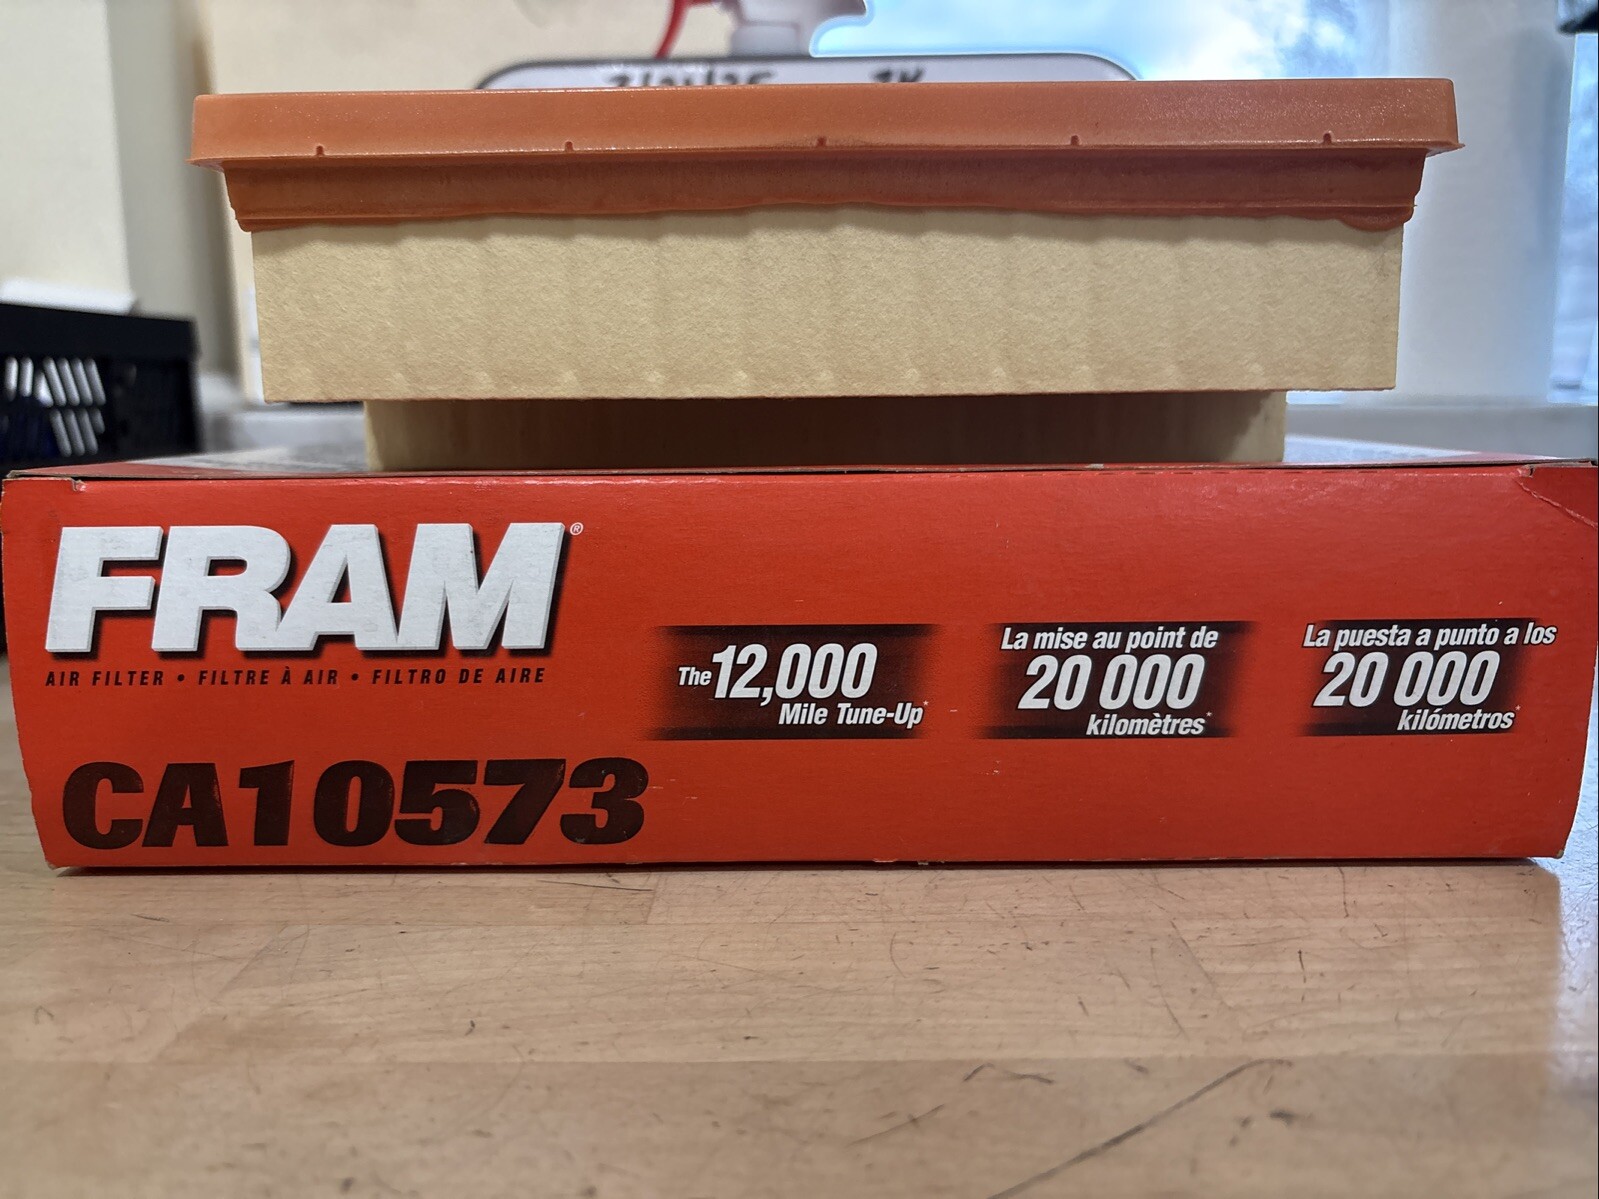 FRAM®
AIR FILTER • FILTRE À AIR • FILTRO DE AIRE
CA10573
The 12,000
Mile Tune-Up*
La mise au point de
20 000
kilomètres*
La puesta a punto a los
20 000
kilómetros*